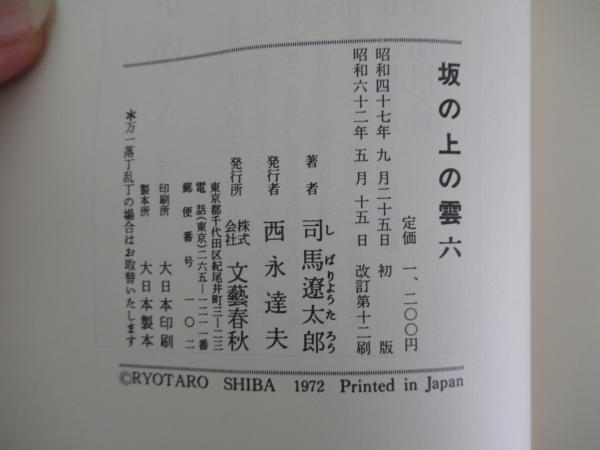 坂の上の雲 六
定価 一、二〇〇円
昭和四十七年 九月二十五日 初版
昭和六十二年 五月十五日 改訂第十二刷
しばりょうたろう
著者 司馬遼太郎
発行者 西永達夫
発行所 株式会社 文藝春秋
東京都千代田区紀尾井町三―二三
電話(東京)二六五―一二一一番
郵便番号 一〇二
印刷所 大日本印刷
製本所 大日本製本
*万一落丁乱丁の場合はお取替いたします
©RYOTARO SHIBA 1972 Printed in Japan